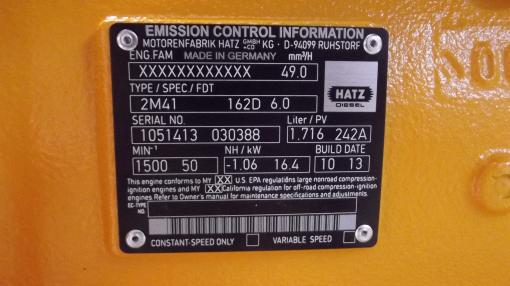 EMISSION CONTROL INFORMATION
MOTORENFABRIK HATZ GMBH +CO KG · D-94099 RUHSTORF
ENG.FAM MADE IN GERMANY mm³/H
XXXXXXXXXXXX 49.0
TYPE / SPEC / FDT
2M41 162D 6.0
HATZ
DIESEL
SERIAL NO. Liter / PV
1051413 030388 1.716 242A
MIN⁻¹ NH / kW BUILD DATE
1500 50 -1.06 16.4 10 13
This engine conforms to MY XX U.S. EPA regulations large nonroad compression-
ignition engines and MY XX California regulation for off-road compression-ignition
engines. Refer to Owner's manual for maintenance specifications and adjustments.
EC-TYPE
NO.
CONSTANT-SPEED ONLY VARIABLE SPEED